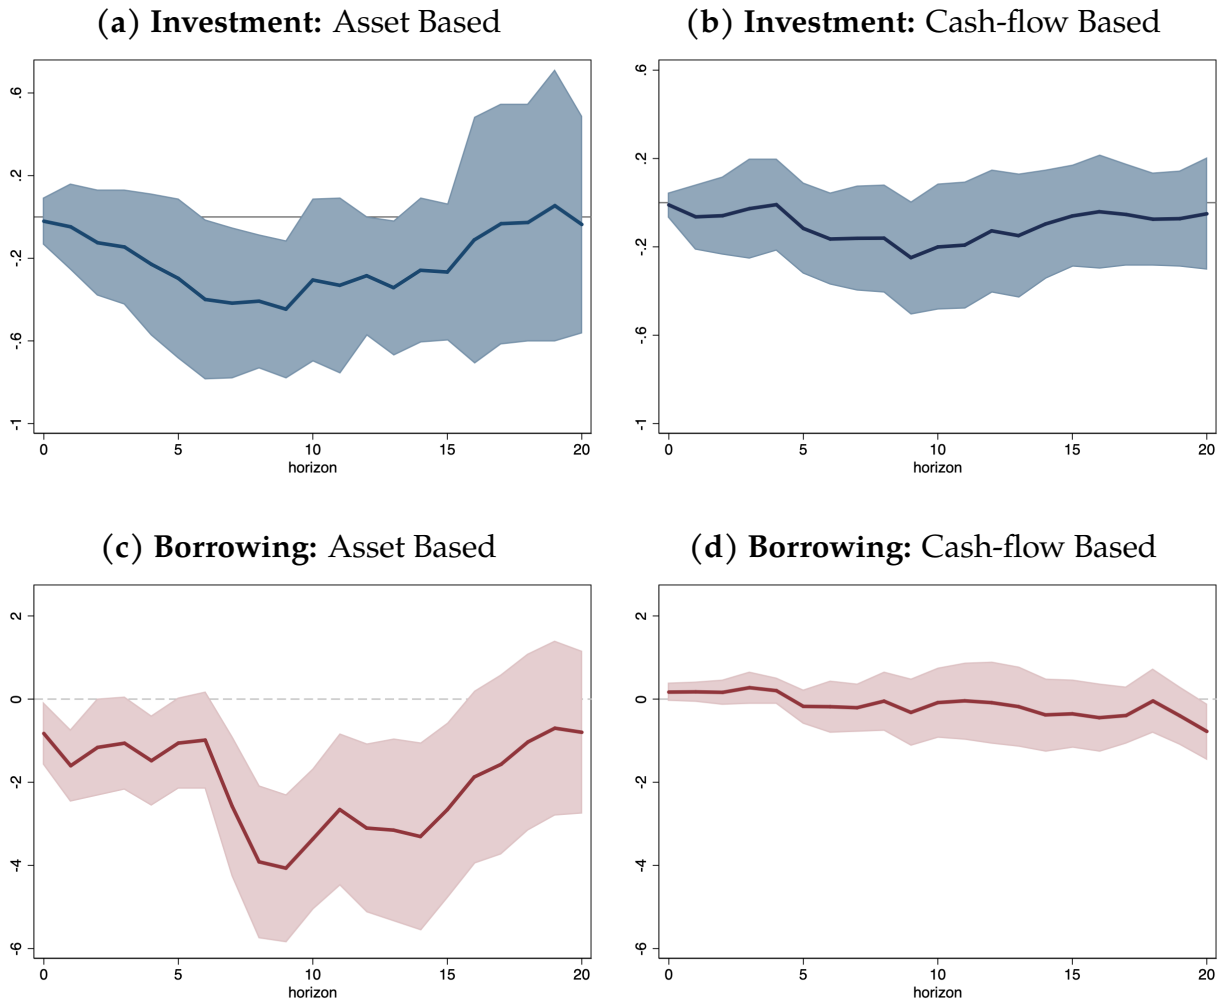 (a) Investment: Asset Based
.6
.2
-.2
-.6
-1
0 5 10 15 20
horizon
(b) Investment: Cash-flow Based
.6
.2
-.2
-.6
-1
0 5 10 15 20
horizon
(c) Borrowing: Asset Based
2
0
-2
-4
-6
0 5 10 15 20
horizon
(d) Borrowing: Cash-flow Based
2
0
-2
-4
-6
0 5 10 15 20
horizon